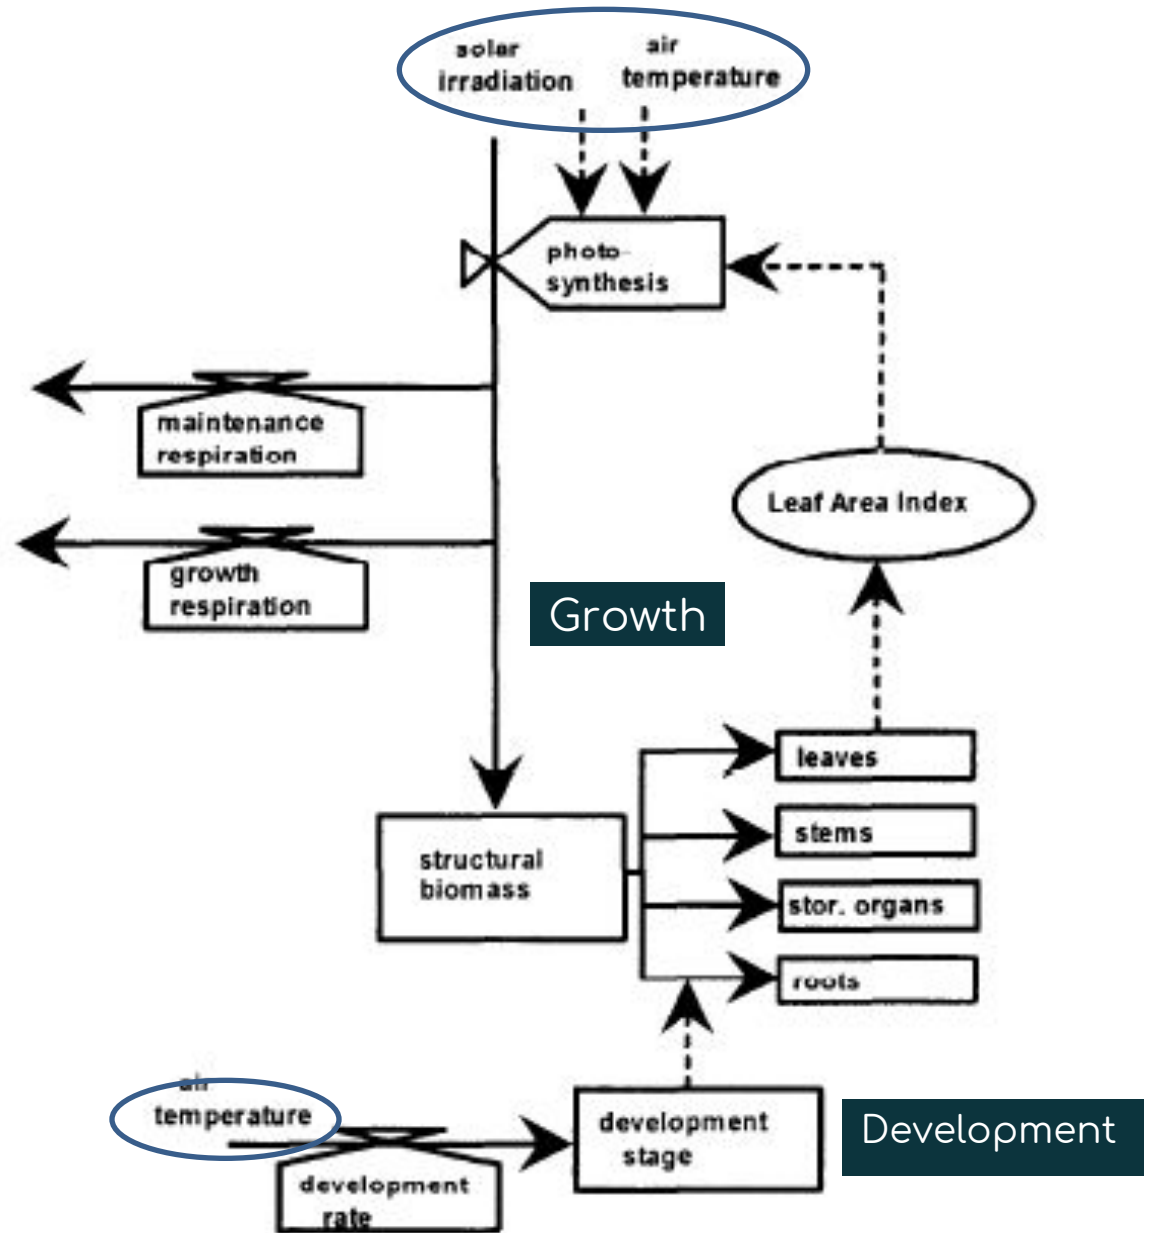 solar
irradiation
air
temperature
photo-
synthesis
maintenance
respiration
Leaf Area Index
growth
respiration
Growth
leaves
structural
biomass
stems
stor. organs
roots
air
temperature
development
stage
Development
development
rate